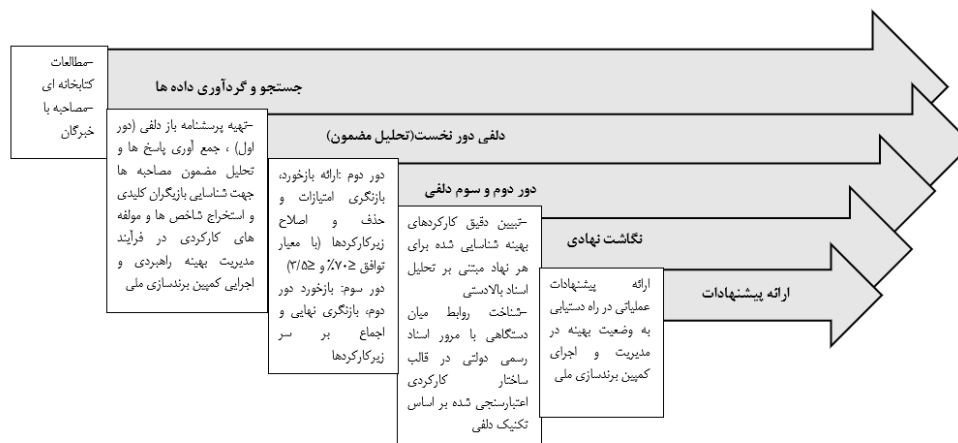 جستجو و گردآوری داده ها
-مطالعات
کتابخانه ای
-مصاحبه با
خبرگان
دلفی دور نخست(تحلیل مضمون)
-تهیه پرسشنامه باز دلفی (دور
اول) ، جمع آوری پاسخ ها و
تحلیل مضمون مصاحبه ها
جهت شناسایی بازیگران کلیدی
و استخراج شاخص ها و مولفه
های کارکردی در فرآیند
مدیریت بهینه راهبردی و
اجرایی کمپین برندسازی ملی
دور دوم و سوم دلفی
دور دوم :ارائه بازخورد،
بازنگری امتیازات و
حذف و اصلاح
زیرکارکردها (با معیار
توافق ≥۷۰٪ و ≥۳/۵)
دور سوم: بازخورد دور
دوم، بازنگری نهایی و
اجماع بر سر
زیرکارکردها
نگاشت نهادی
-تبیین دقیق کارکردهای
بهینه شناسایی شده برای
هر نهاد مبتنی بر تحلیل
اسناد بالادستی
-شناخت روابط میان
دستگاهی با مرور اسناد
رسمی دولتی در قالب
ساختار کارکردی
اعتبارسنجی شده بر اساس
تکنیک دلفی
ارائه پیشنهادات
ارائه پیشنهادات
عملیاتی در راه دستیابی
به وضعیت بهینه در
مدیریت و اجرای
کمپین برندسازی ملی